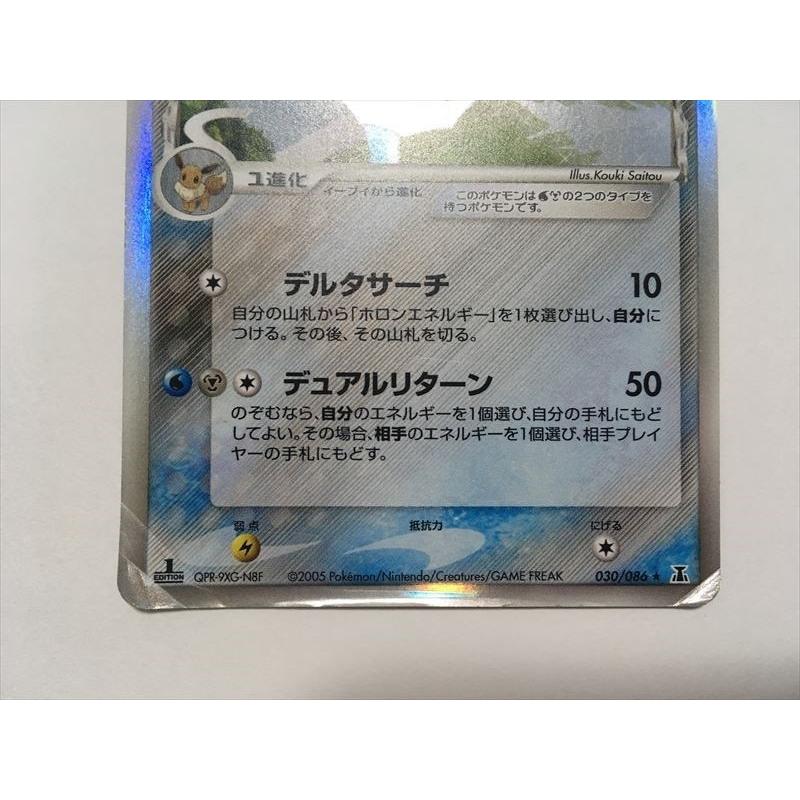 1進化
イーブイから進化
Illus.Kouki Saitou
このポケモンは の2つのタイプを
持つポケモンです。
デルタサーチ 10
自分の山札から「ホロンエネルギー」を1枚選び出し、自分に
つける。その後、その山札を切る。
デュアルリターン 50
のぞむなら、自分のエネルギーを1個選び、自分の手札にもど
してよい。その場合、相手のエネルギーを1個選び、相手プレイ
ヤーの手札にもどす。
弱点 抵抗力 にげる
1
EDITION QPR-9XG-N8F ©2005 Pokémon/Nintendo/Creatures/GAME FREAK 030/086 ★